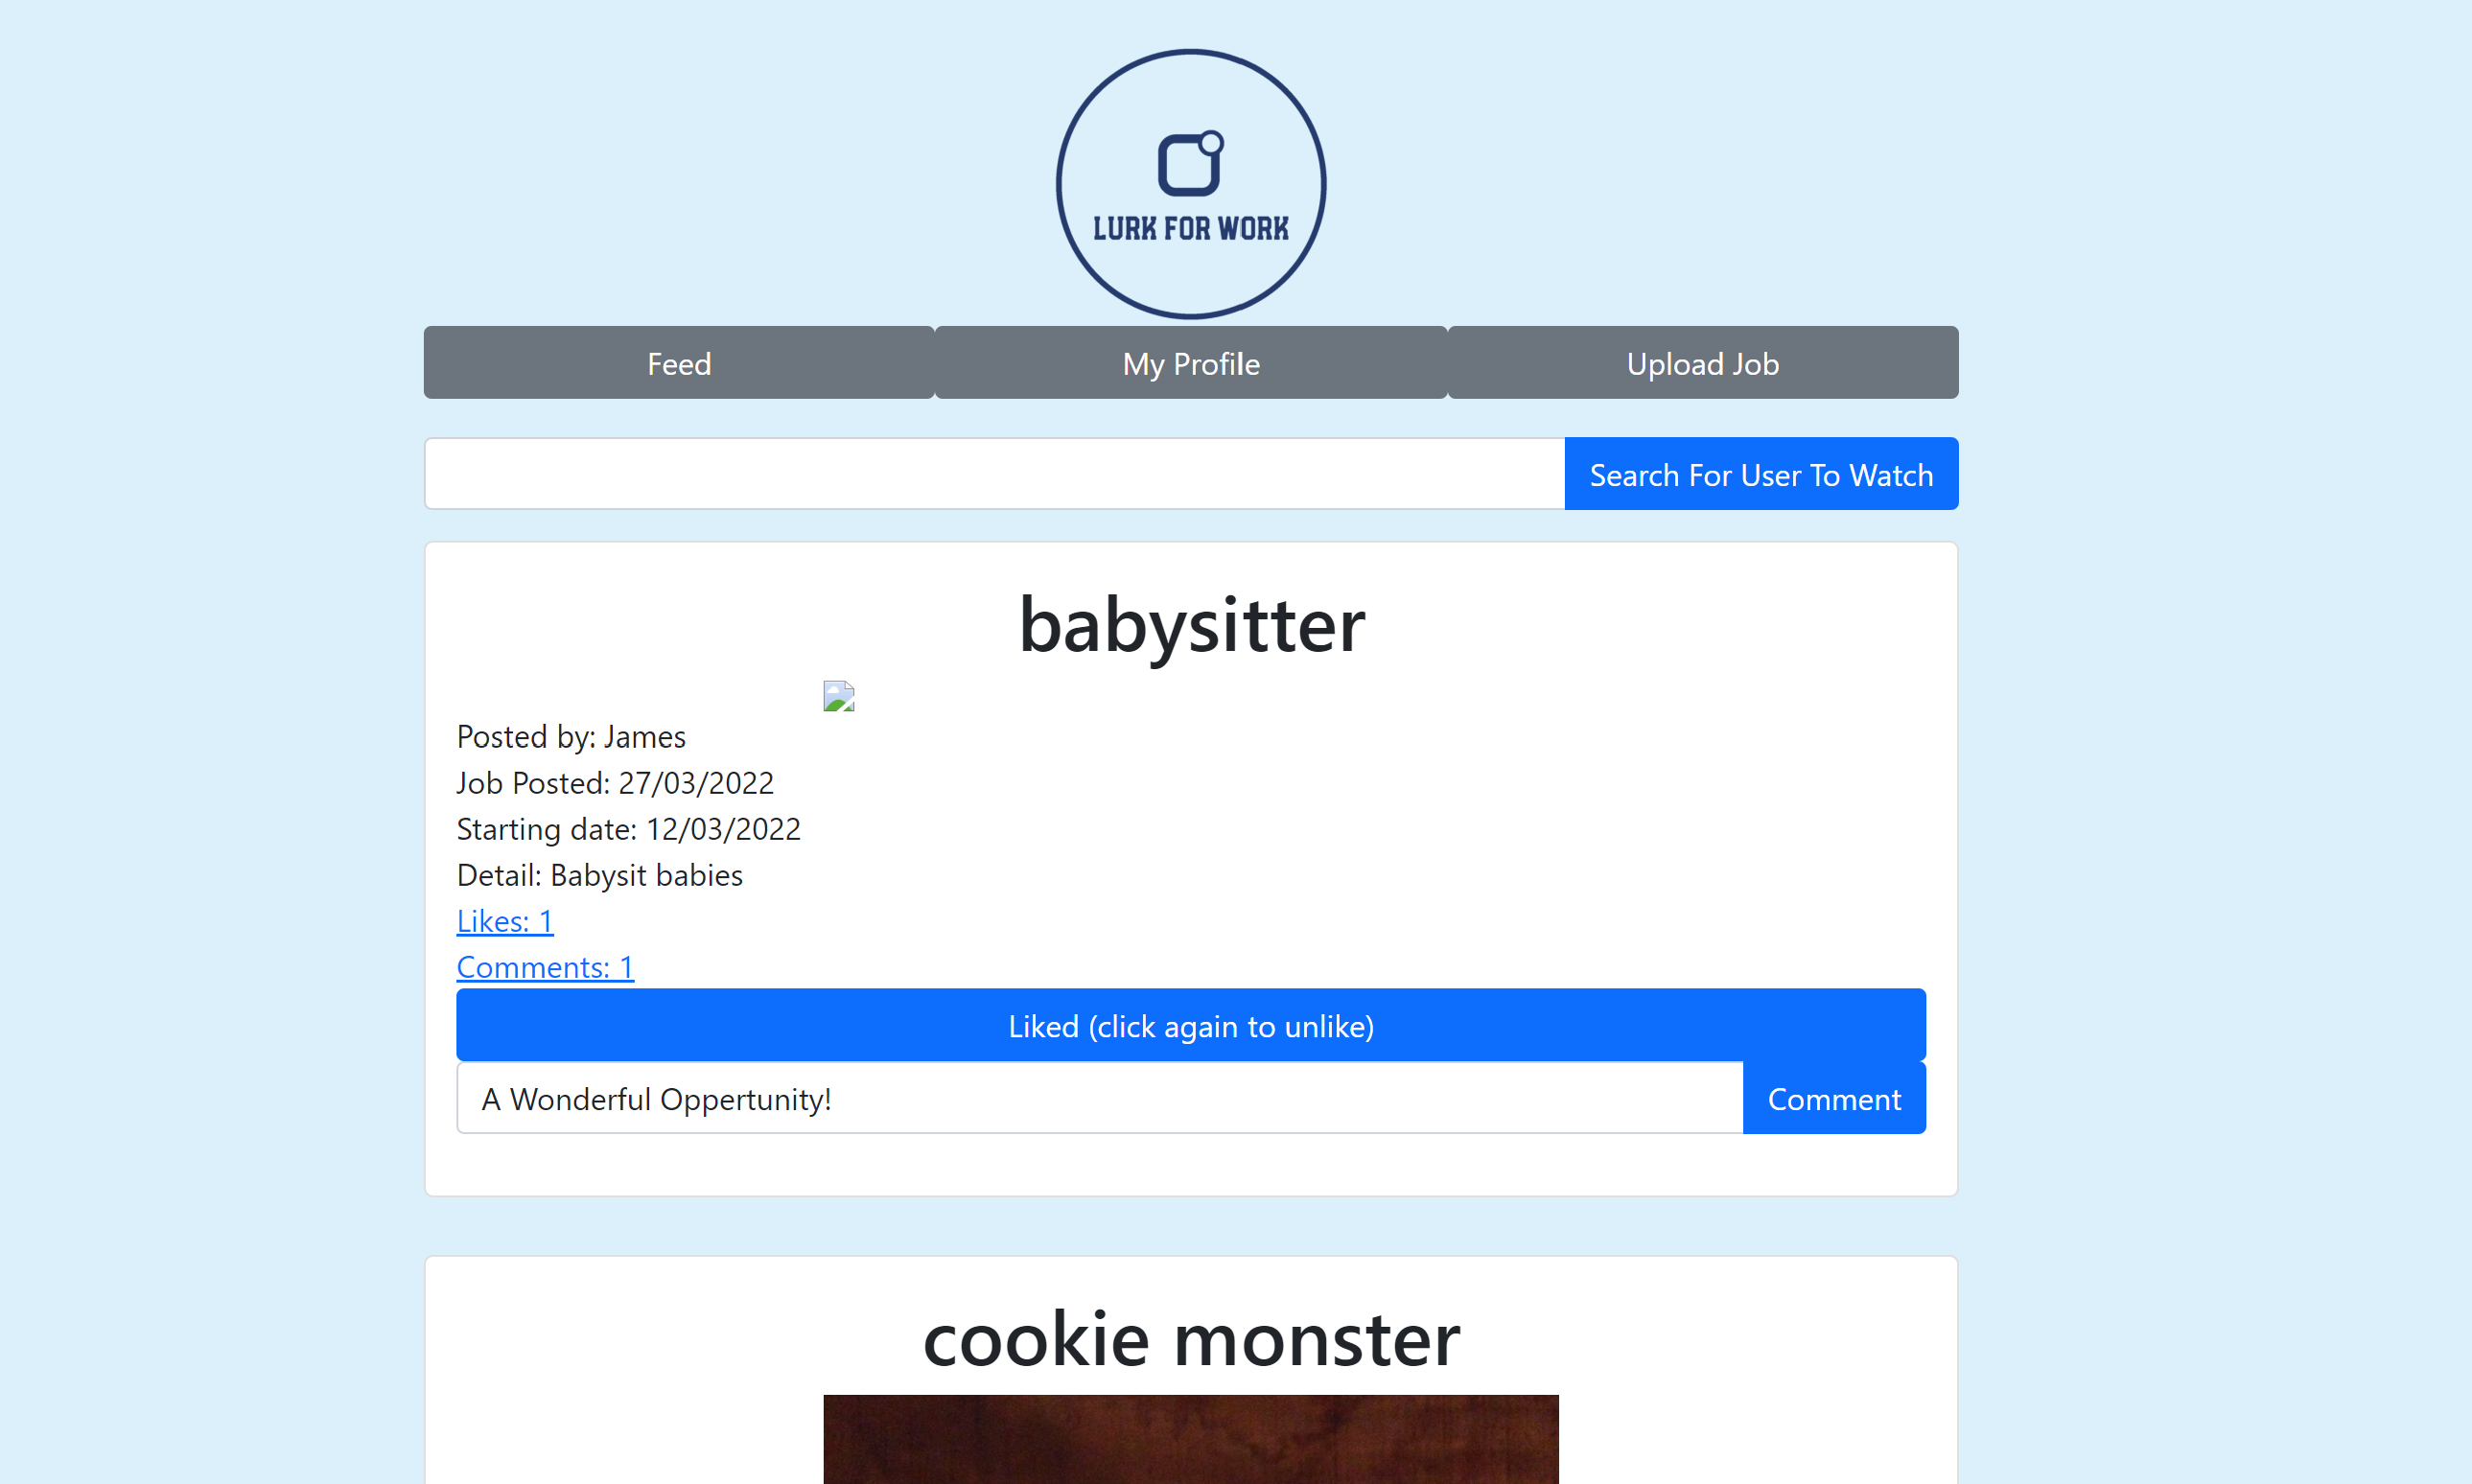 LURK FOR WORK
Feed
My Profile
Upload Job
Search For User To Watch
babysitter
Posted by: James
Job Posted: 27/03/2022
Starting date: 12/03/2022
Detail: Babysit babies
Likes: 1
Comments: 1
Liked (click again to unlike)
A Wonderful Oppertunity!
Comment
cookie monster